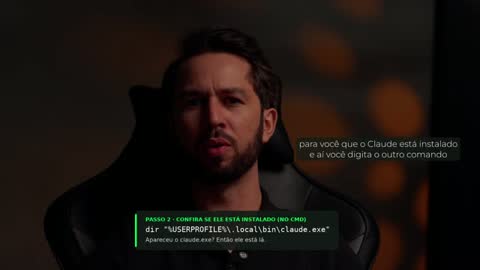 para você que o Claude está instalado
e aí você digita o outro comando
PASSO 2 - CONFIRA SE ELE ESTÁ INSTALADO (NO CMD)
dir "%USERPROFILE%\.local\bin\claude.exe"
Apareceu o claude.exe? Então ele está lá.